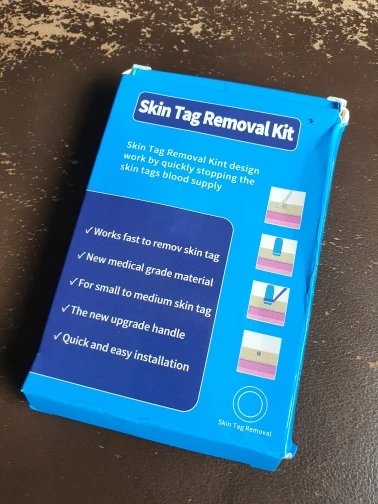 Skin Tag Removal Kit
Skin Tag Removal Kint design
work by quickly stopping the
skin tags blood supply
✓Works fast to remov skin tag
✓New medical grade material
✓For small to medium skin tag
✓The new upgrade handle
✓Quick and easy installation
Skin Tag Removal